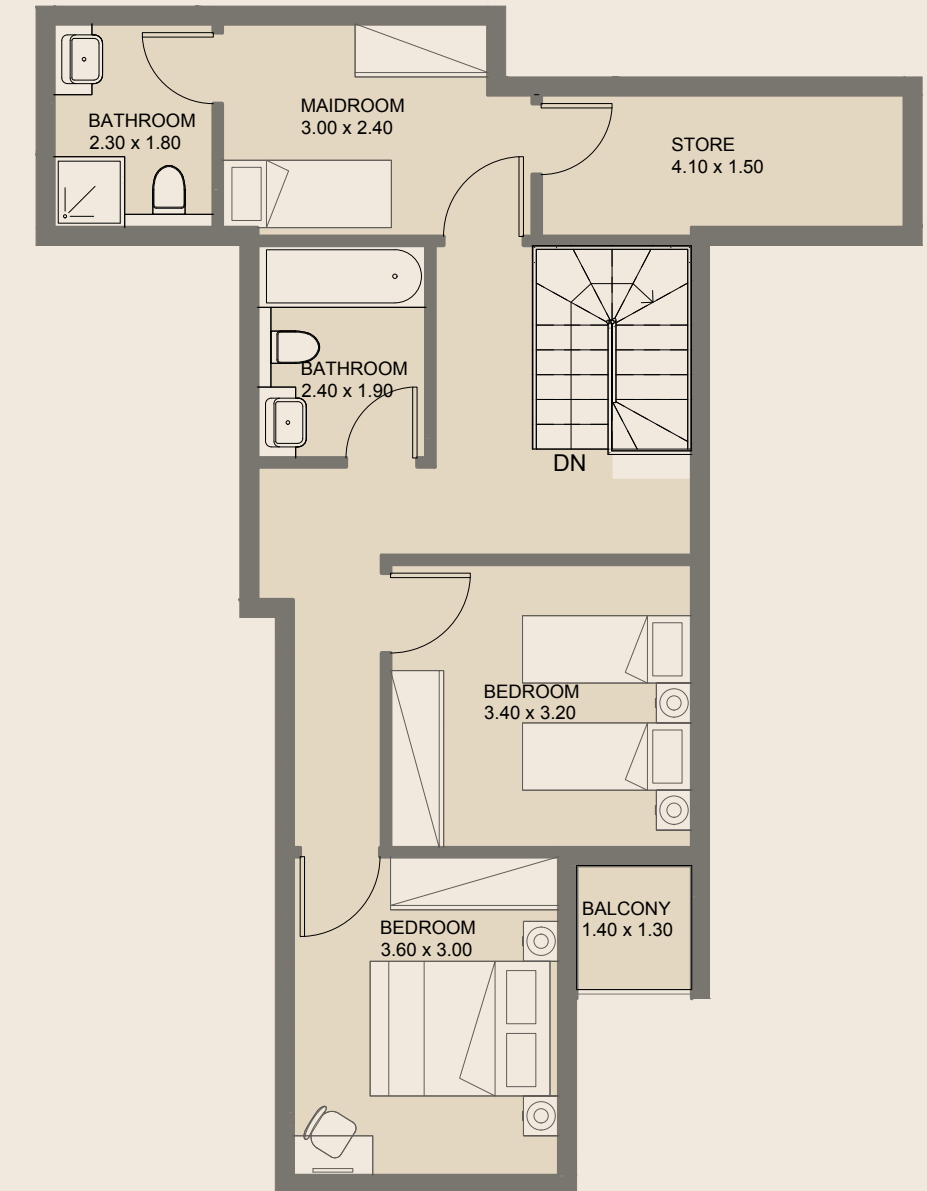 BATHROOM
2.30 x 1.80
MAIDROOM
3.00 x 2.40
STORE
4.10 x 1.50
BATHROOM
2.40 x 1.90
DN
BEDROOM
3.40 x 3.20
BEDROOM
3.60 x 3.00
BALCONY
1.40 x 1.30